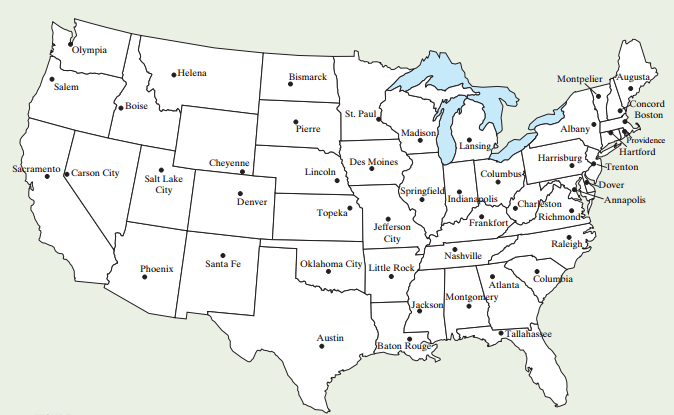 Olympia
Salem
Helena
Boise
Bismarck
Pierre
St. Paul
Madison
Lansing
Montpelier
Augusta
Concord
Boston
Albany
Providence
Hartford
Sacramento
Carson City
Salt Lake
City
Cheyenne
Denver
Lincoln
Topeka
Des Moines
Springfield
Jefferson
City
Indianapolis
Columbus
Frankfort
Charleston
Harrisburg
Trenton
Dover
Annapolis
Richmond
Raleigh
Nashville
Columbia
Atlanta
Montgomery
Jackson
Little Rock
Oklahoma City
Santa Fe
Phoenix
Austin
Baton Rouge
Tallahassee